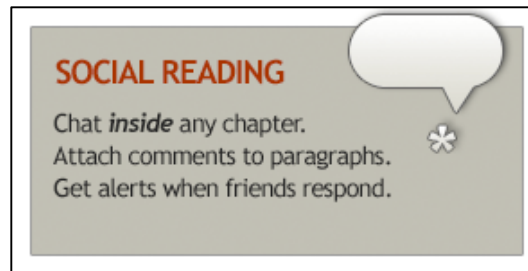 SOCIAL READING
Chat inside any chapter.
Attach comments to paragraphs.
Get alerts when friends respond.
*